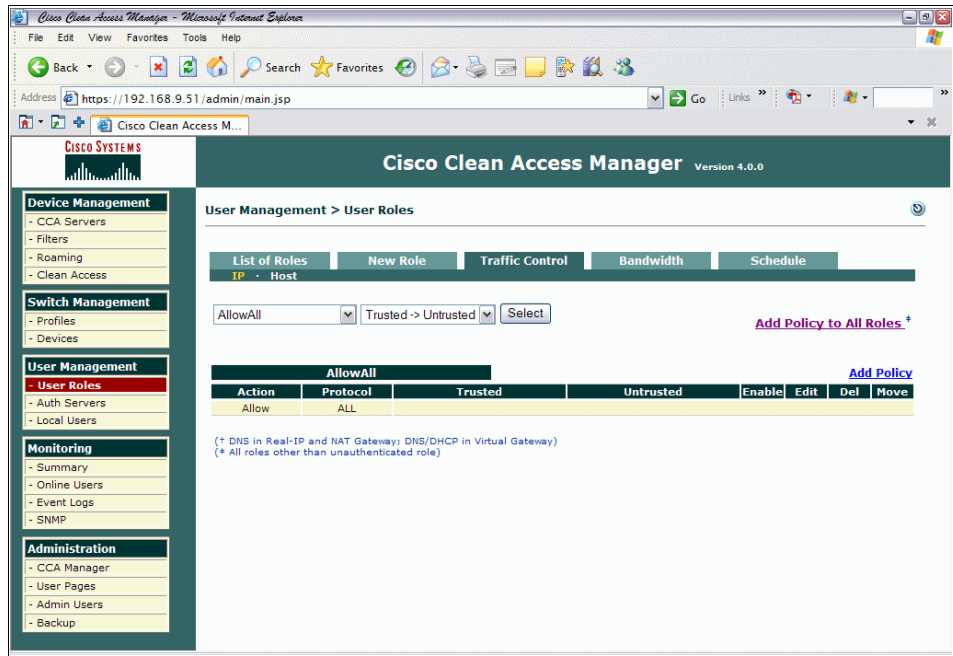 Cisco Clean Access Manager - Microsoft Internet Explorer
File Edit View Favorites Tools Help
Back Search Favorites
Address https://192.168.9.51/admin/main.jsp Go Links »
Cisco Clean Access M...
CISCO SYSTEMS
Cisco Clean Access Manager Version 4.0.0
Device Management
- CCA Servers
- Filters
- Roaming
- Clean Access
Switch Management
- Profiles
- Devices
User Management
- User Roles
- Auth Servers
- Local Users
Monitoring
- Summary
- Online Users
- Event Logs
- SNMP
Administration
- CCA Manager
- User Pages
- Admin Users
- Backup
User Management > User Roles
List of Roles New Role Traffic Control Bandwidth Schedule
IP · Host
AllowAll Trusted -> Untrusted Select
Add Policy to All Roles ‡
AllowAll Add Policy
Action Protocol Trusted Untrusted Enable Edit Del Move
Allow ALL
(† DNS in Real-IP and NAT Gateway; DNS/DHCP in Virtual Gateway)
(‡ All roles other than unauthenticated role)